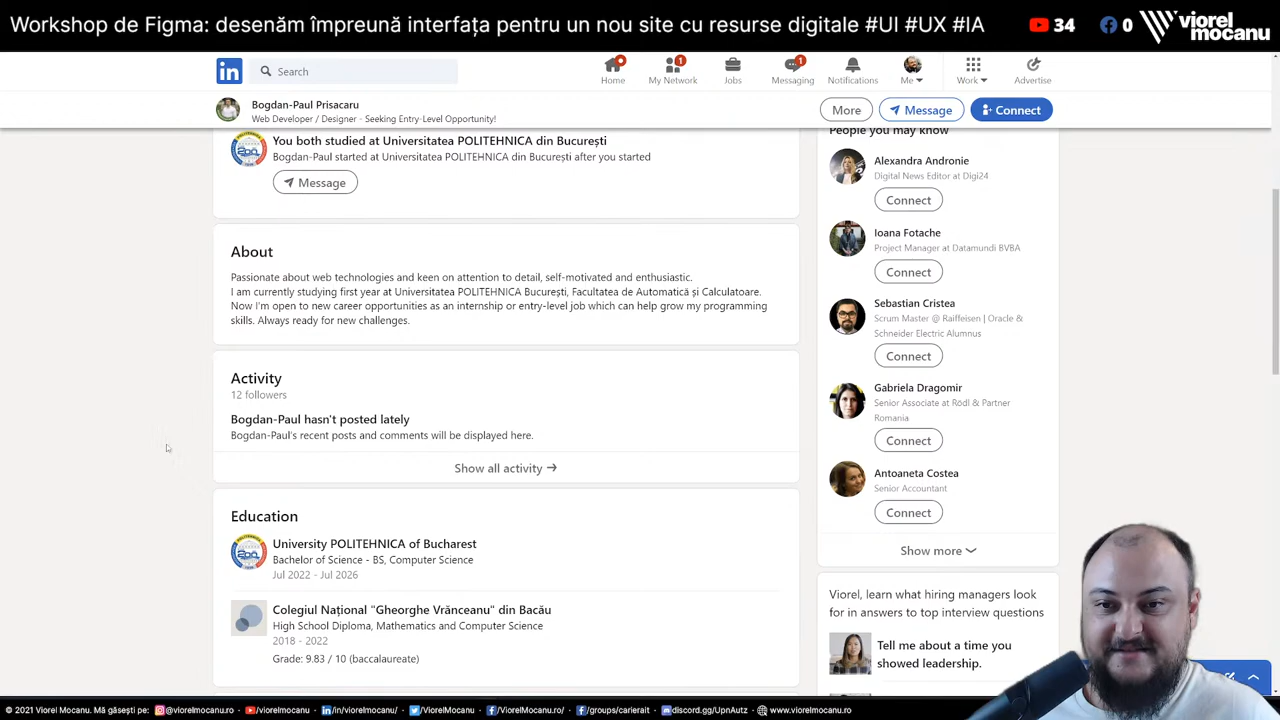 Workshop de Figma: desenăm împreună interfața pentru un nou site cu resurse digitale #UI #UX #IA
34
0
viorel
mocanu
in
Search
Home
1
My Network
Jobs
1
Messaging
Notifications
Me
Work
Advertise
Bogdan-Paul Prisacaru
Web Developer / Designer - Seeking Entry-Level Opportunity!
More
Message
Connect
You both studied at Universitatea POLITEHNICA din București
Bogdan-Paul started at Universitatea POLITEHNICA din București after you started
Message
About
Passionate about web technologies and keen on attention to detail, self-motivated and enthusiastic.
I am currently studying first year at Universitatea POLITEHNICA București, Facultatea de Automatică și Calculatoare.
Now I'm open to new career opportunities as an internship or entry-level job which can help grow my programming
skills. Always ready for new challenges.
Activity
12 followers
Bogdan-Paul hasn't posted lately
Bogdan-Paul's recent posts and comments will be displayed here.
Show all activity →
Education
University POLITEHNICA of Bucharest
Bachelor of Science - BS, Computer Science
Jul 2022 - Jul 2026
Colegiul Național "Gheorghe Vrânceanu" din Bacău
High School Diploma, Mathematics and Computer Science
2018 - 2022
Grade: 9.83 / 10 (baccalaureate)
People you may know
Alexandra Andronie
Digital News Editor at Digi24
Connect
Ioana Fotache
Project Manager at Datamundi BVBA
Connect
Sebastian Cristea
Scrum Master @ Raiffeisen | Oracle &
Schneider Electric Alumnus
Connect
Gabriela Dragomir
Senior Associate at Rödl & Partner
Romania
Connect
Antoaneta Costea
Senior Accountant
Connect
Show more
Viorel, learn what hiring managers look
for in answers to top interview questions
Tell me about a time you
showed leadership.
© 2021 Viorel Mocanu. Mă găsești pe: @viorelmocanu.ro /viorelmocanu /in/viorelmocanu /ViorelMocanu /ViorelMocanu.ro/ /groups/carierait discord.gg/UpnAutz www.viorelmocanu.ro